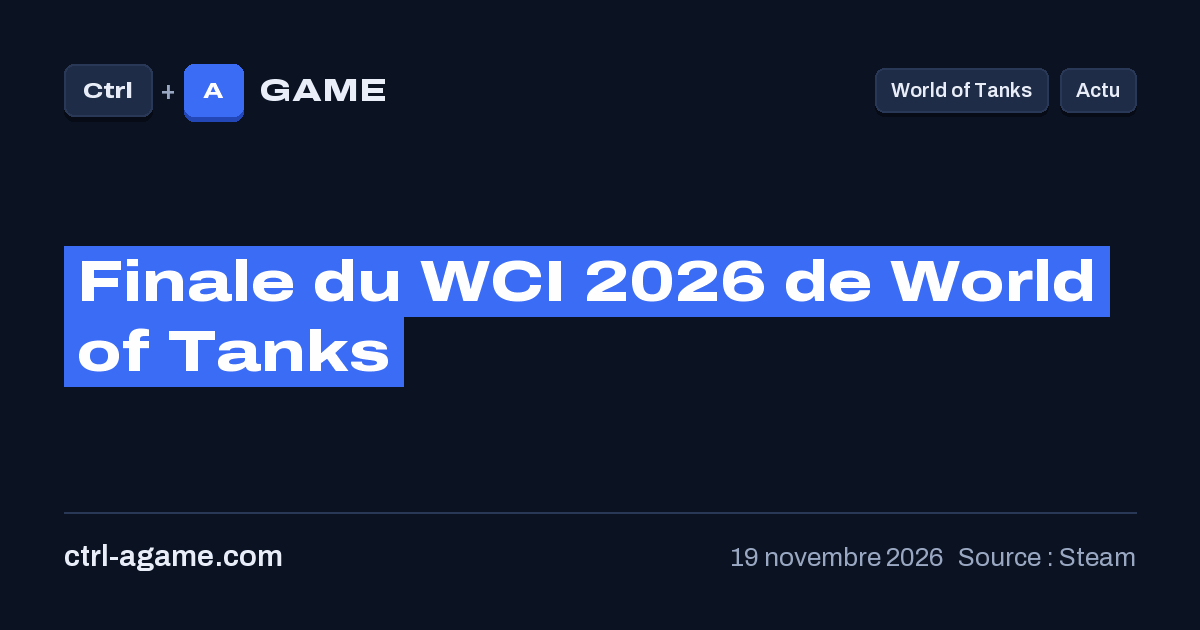 Ctrl + A GAME
World of Tanks Actu
Finale du WCI 2026 de World
of Tanks
ctrl-agame.com
19 novembre 2026 Source : Steam